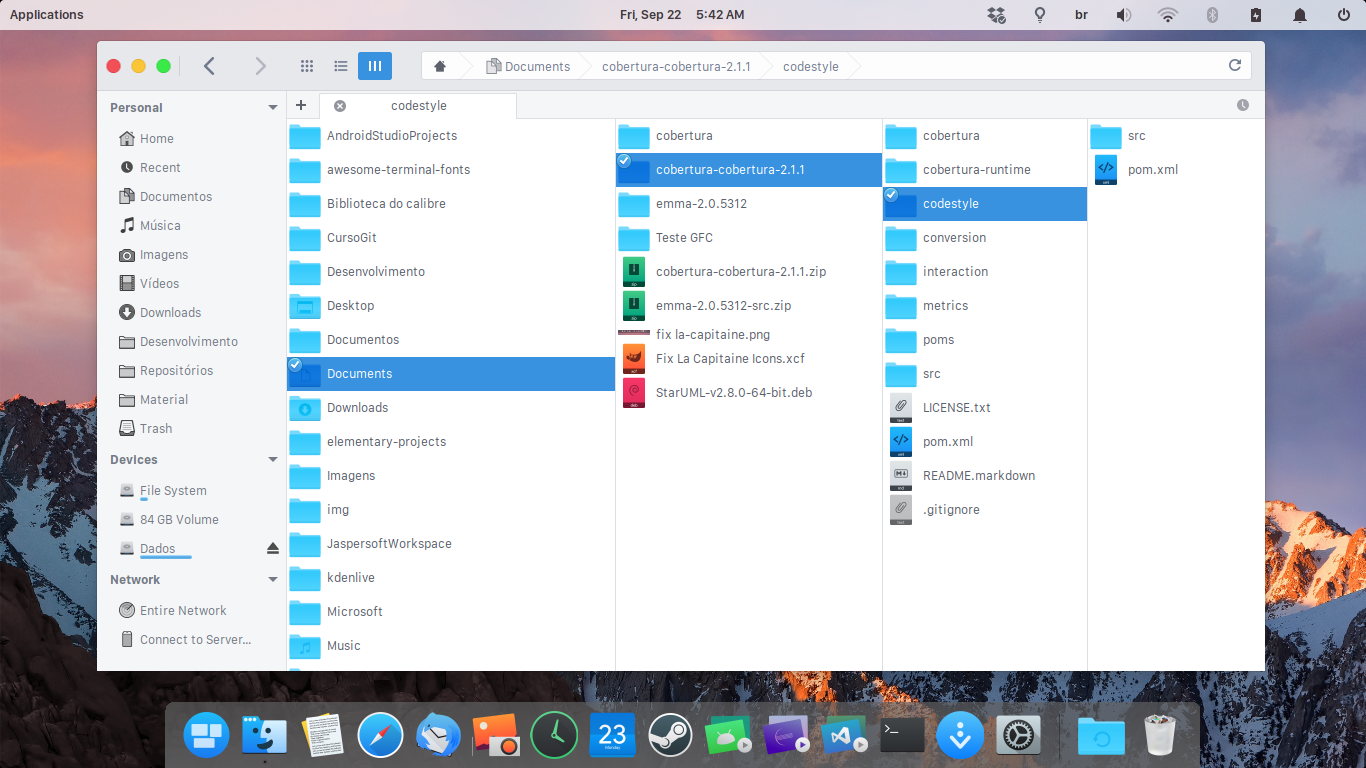 Applications
Fri, Sep 22 5:42 AM
br
Documents
cobertura-cobertura-2.1.1
codestyle
Personal
Home
Recent
Documentos
Música
Imagens
Vídeos
Downloads
Desenvolvimento
Repositórios
Material
Trash
Devices
File System
84 GB Volume
Dados
Network
Entire Network
Connect to Server...
codestyle
AndroidStudioProjects
awesome-terminal-fonts
Biblioteca do calibre
CursoGit
Desenvolvimento
Desktop
Documentos
Documents
Downloads
elementary-projects
Imagens
img
JaspersoftWorkspace
kdenlive
Microsoft
Music
cobertura
cobertura-cobertura-2.1.1
emma-2.0.5312
Teste GFC
cobertura-cobertura-2.1.1.zip
emma-2.0.5312-src.zip
fix la-capitaine.png
Fix La Capitaine Icons.xcf
StarUML-v2.8.0-64-bit.deb
cobertura
cobertura-runtime
codestyle
conversion
interaction
metrics
poms
src
LICENSE.txt
pom.xml
README.markdown
.gitignore
src
pom.xml
23
Monday